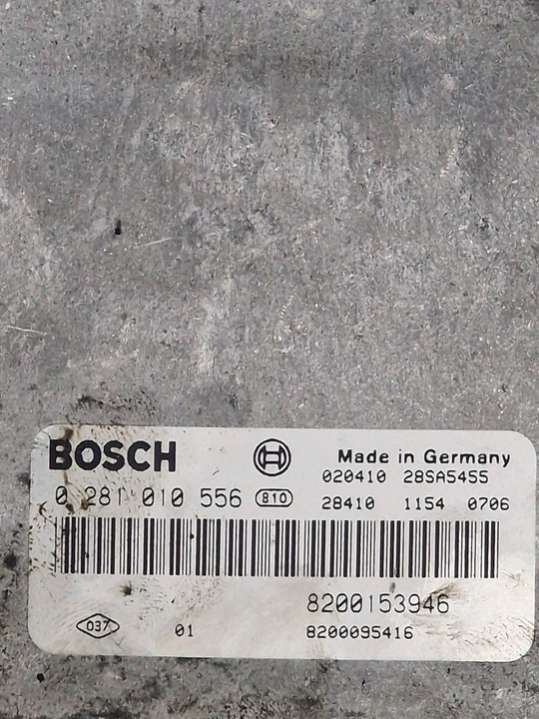 BOSCH
Made in Germany
020410 28SA5455
0 281 010 556 810
28410 1154 0706
8200153946
037 01 8200095416